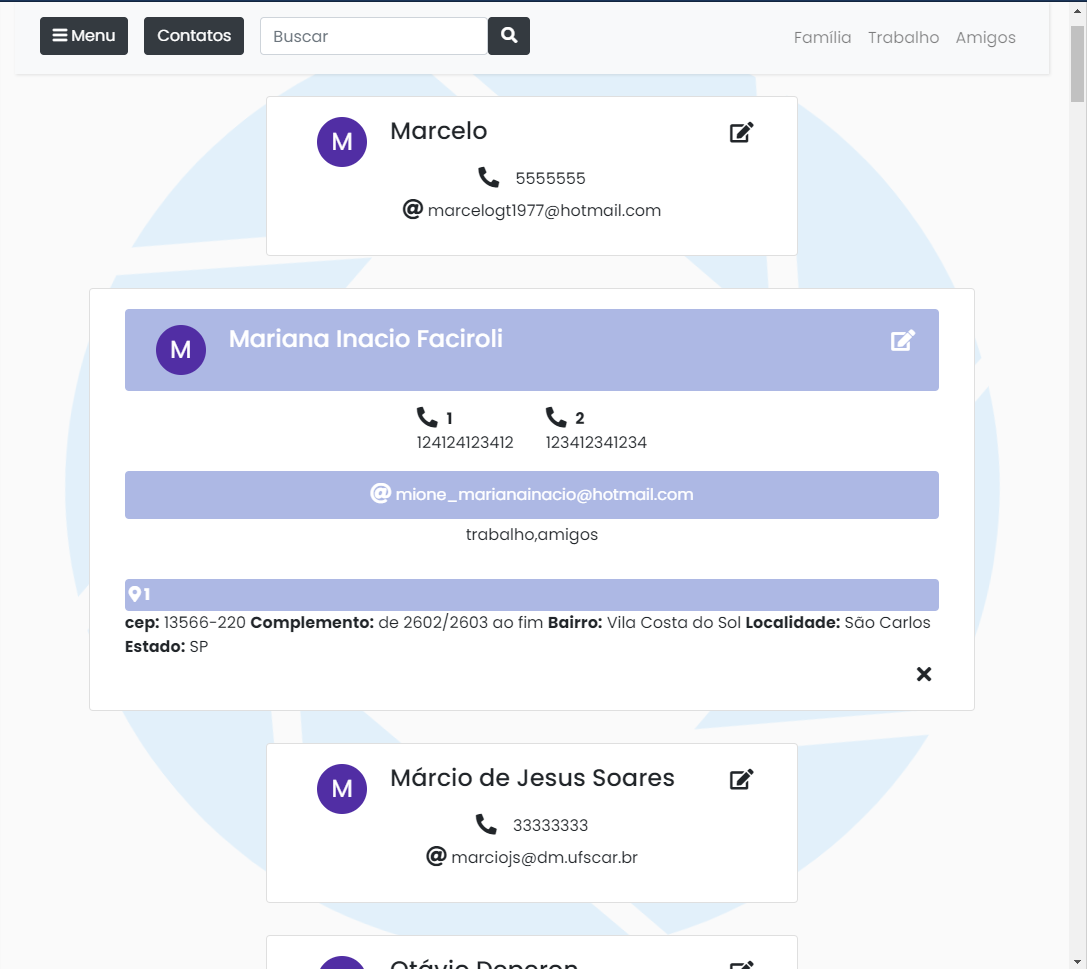 Menu Contatos Buscar Família Trabalho Amigos
M Marcelo
5555555
@ marcelogt1977@hotmail.com
M Mariana Inacio Faciroli
1 2
124124123412 123412341234
@ mione_marianainacio@hotmail.com
trabalho,amigos
1
cep: 13566-220 Complemento: de 2602/2603 ao fim Bairro: Vila Costa do Sol Localidade: São Carlos
Estado: SP
M Márcio de Jesus Soares
33333333
@ marciojs@dm.ufscar.br
Otávio